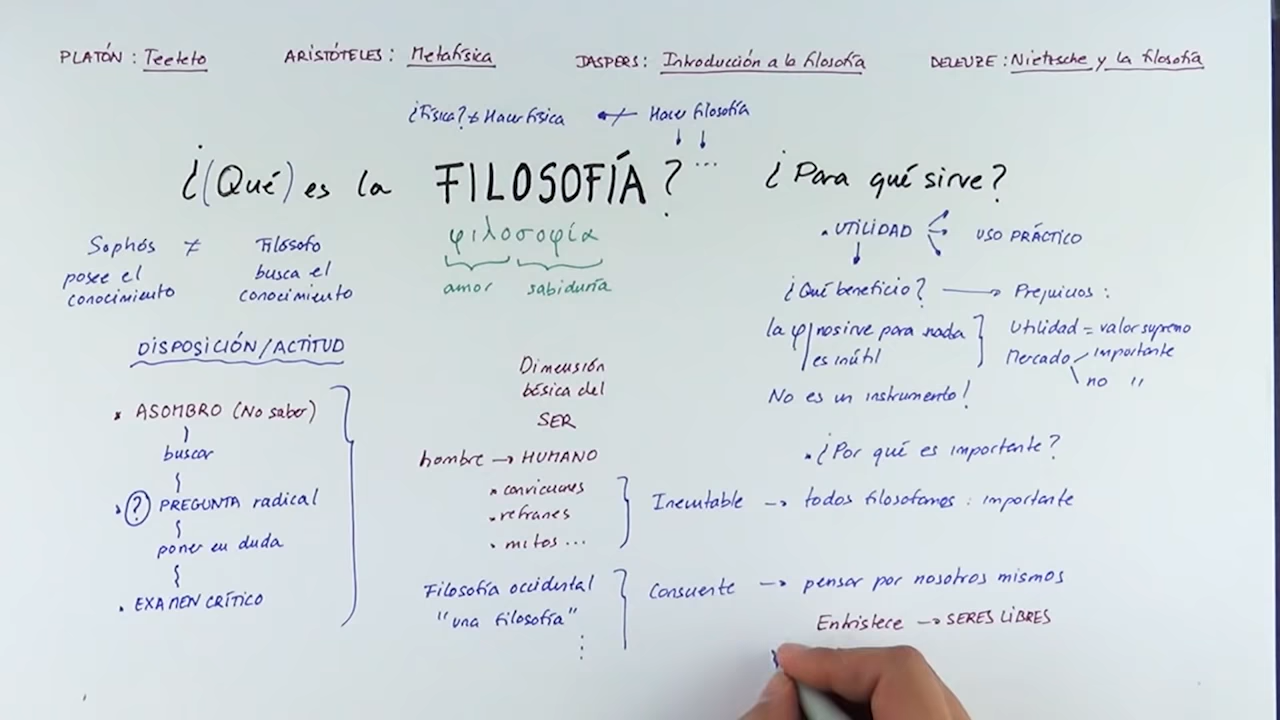 PLATÓN : Teeteto
ARISTÓTELES : Metafísica
JASPERS : Introducción a la filosofía
DELEUZE : Nietzsche y la filosofía
¿Física? ≠ Hacer física
Hacer filosofía
...
¿(Qué) es la FILOSOFÍA?
¿Para qué sirve?
Sophós ≠ Filósofo
posee el conocimiento
busca el conocimiento
φιλοσοφία
amor sabiduría
. UTILIDAD
USO PRÁCTICO
¿Qué beneficio? → Prejuicios :
la φ no sirve para nada
es inútil
Utilidad = valor supremo
Mercado importante
no "
No es un instrumento!
DISPOSICIÓN/ACTITUD
ASOMBRO (No saber)
buscar
(?) PREGUNTA radical
poner en duda
. EXAMEN CRÍTICO
Dimensión
básica del
SER
hombre → HUMANO
. convicciones
. refranes
. mitos ...
Filosofía occidental
"una filosofía"
. ¿Por qué es importante?
Inevitable → todos filosofamos : importante
Consciente → pensar por nosotros mismos
Entristece → SERES LIBRES